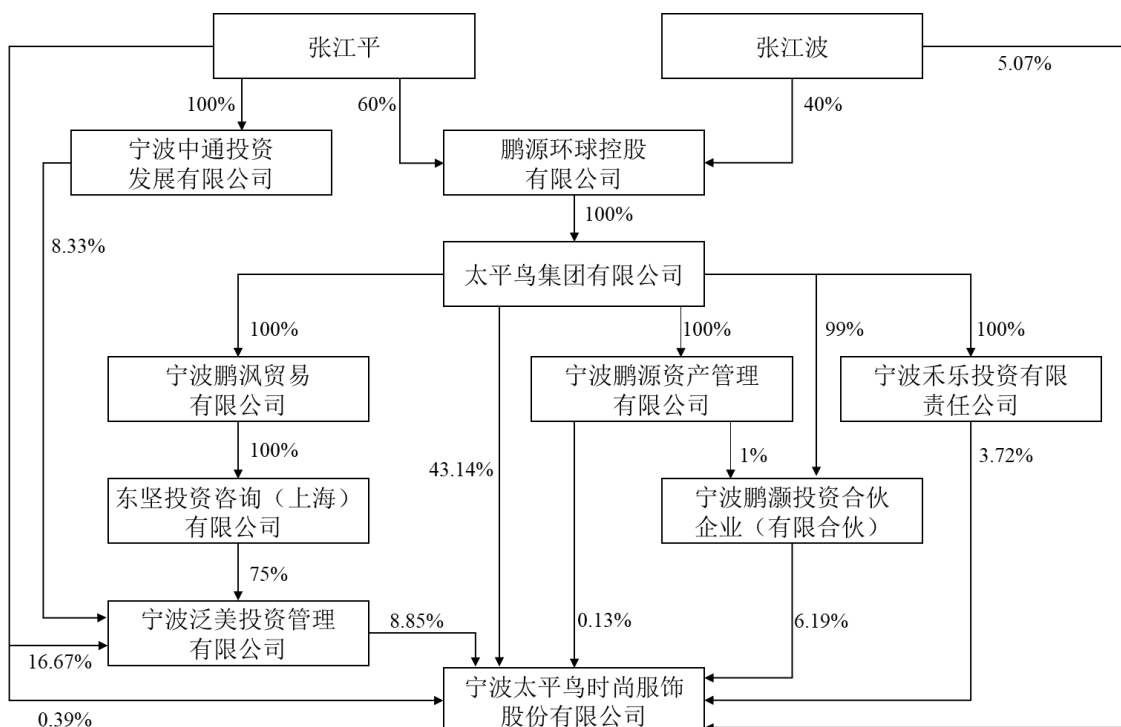 张江平
张江波
5.07%
100%
60%
40%
宁波中通投资
发展有限公司
鹏源环球控股
有限公司
100%
8.33%
太平鸟集团有限公司
100%
100%
99%
100%
宁波鹏沨贸易
有限公司
宁波鹏源资产管理
有限公司
宁波禾乐投资有限
责任公司
100%
43.14%
1%
3.72%
东坚投资咨询（上海）
有限公司
宁波鹏灏投资合伙
企业（有限合伙）
75%
宁波泛美投资管理
有限公司
8.85%
0.13%
6.19%
16.67%
宁波太平鸟时尚服饰
股份有限公司
0.39%